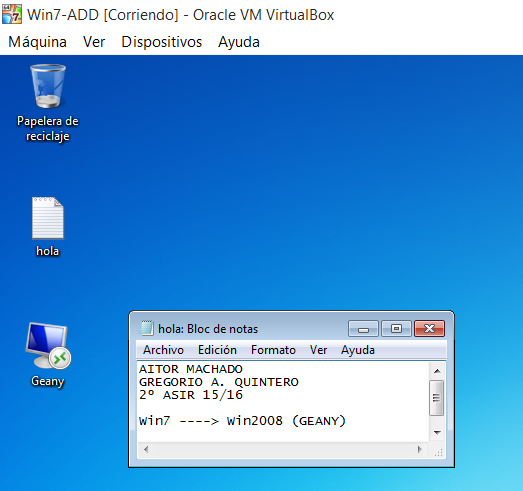 Win7-ADD [Corriendo] - Oracle VM VirtualBox
Máquina Ver Dispositivos Ayuda
Papelera de
reciclaje
hola
Geany
hola: Bloc de notas
Archivo Edición Formato Ver Ayuda
AITOR MACHADO
GREGORIO A. QUINTERO
2º ASIR 15/16
Win7 ----> Win2008 (GEANY)